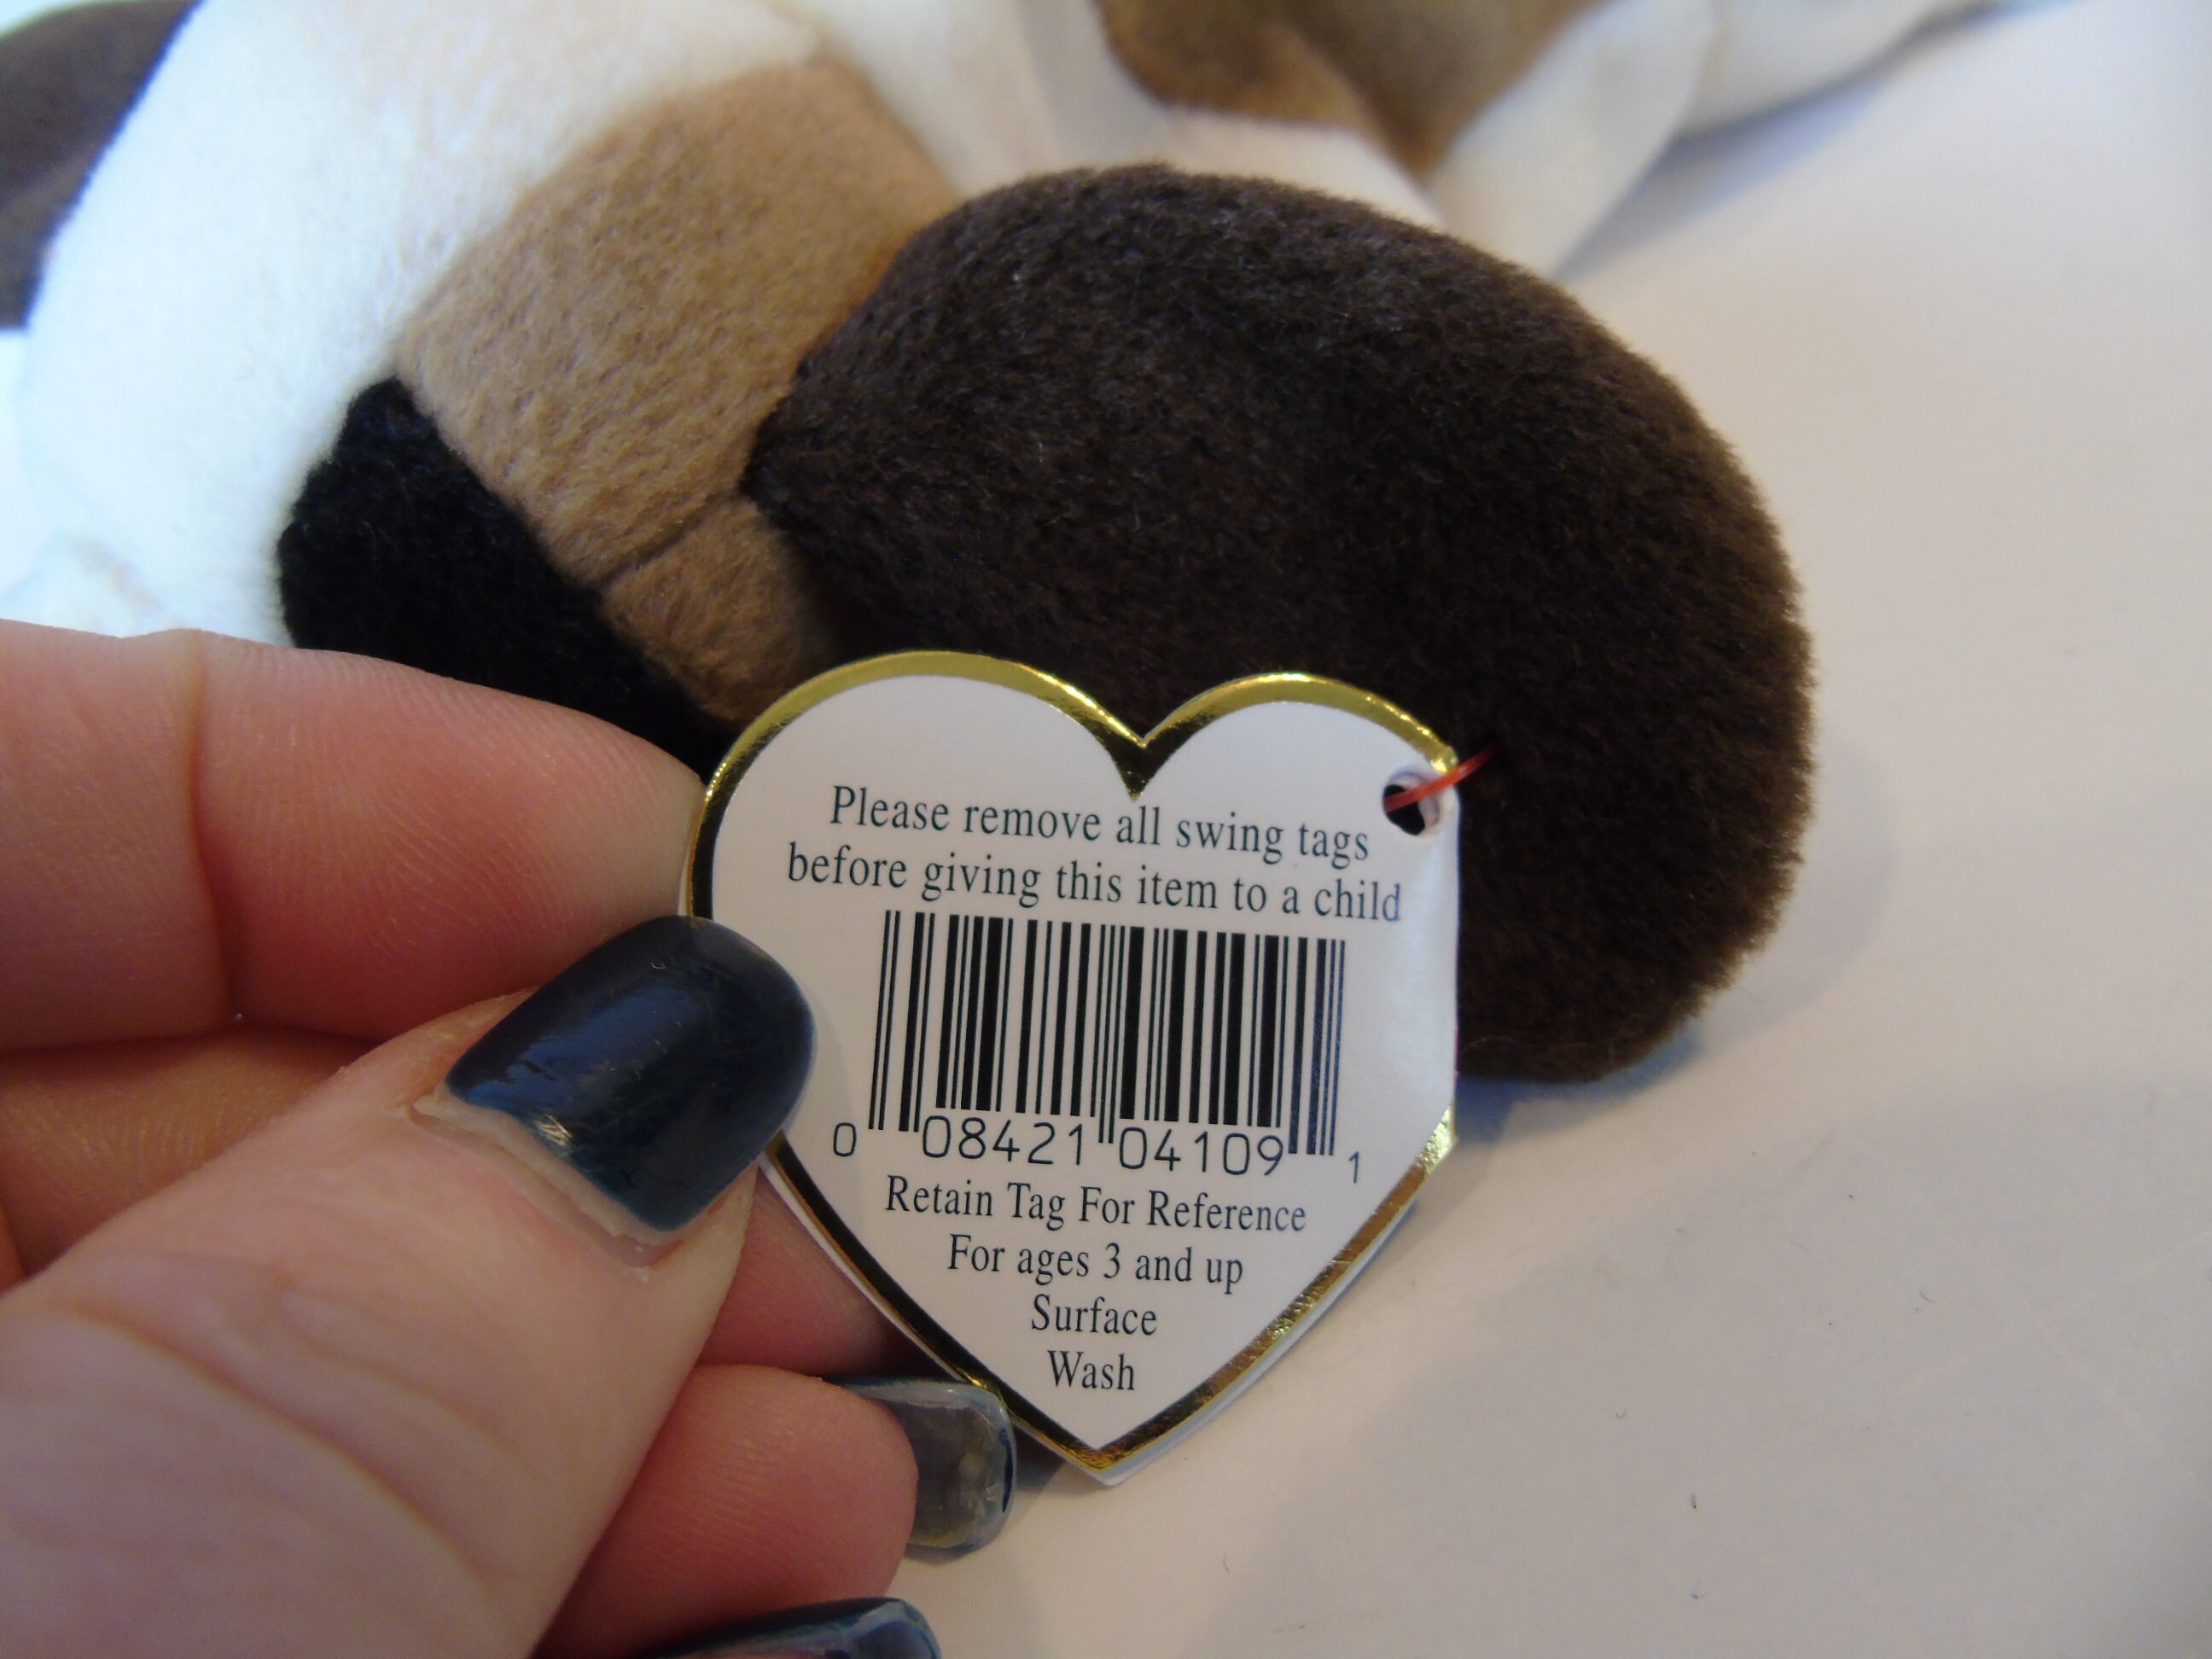 Please remove all swing tags
before giving this item to a child
0 08421 04109 1
Retain Tag For Reference
For ages 3 and up
Surface
Wash